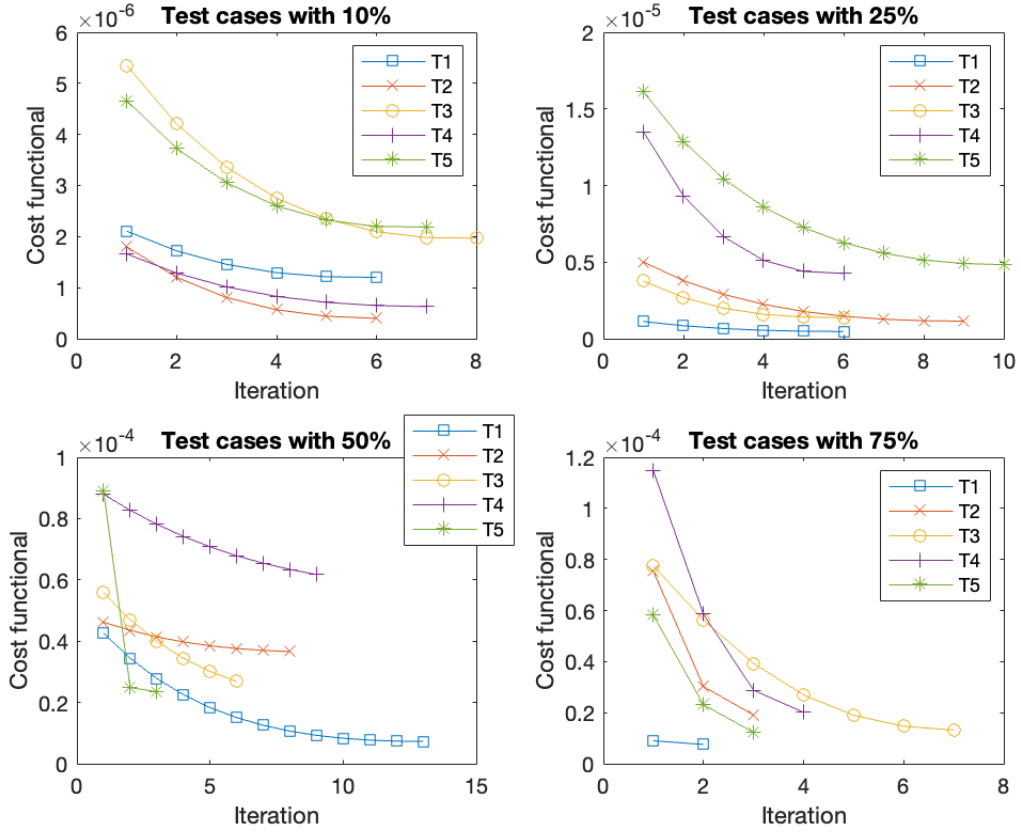 ×10-6
Test cases with 10%
6
5
4
3
2
1
0
Cost functional
0 2 4 6 8
Iteration
T1
T2
T3
T4
T5
×10-5
Test cases with 25%
2
1.5
1
0.5
0
Cost functional
0 2 4 6 8 10
Iteration
T1
T2
T3
T4
T5
×10-4
Test cases with 50%
1
0.8
0.6
0.4
0.2
0
Cost functional
0 5 10 15
Iteration
T1
T2
T3
T4
T5
×10-4
Test cases with 75%
1.2
1
0.8
0.6
0.4
0.2
0
Cost functional
0 2 4 6 8
Iteration
T1
T2
T3
T4
T5